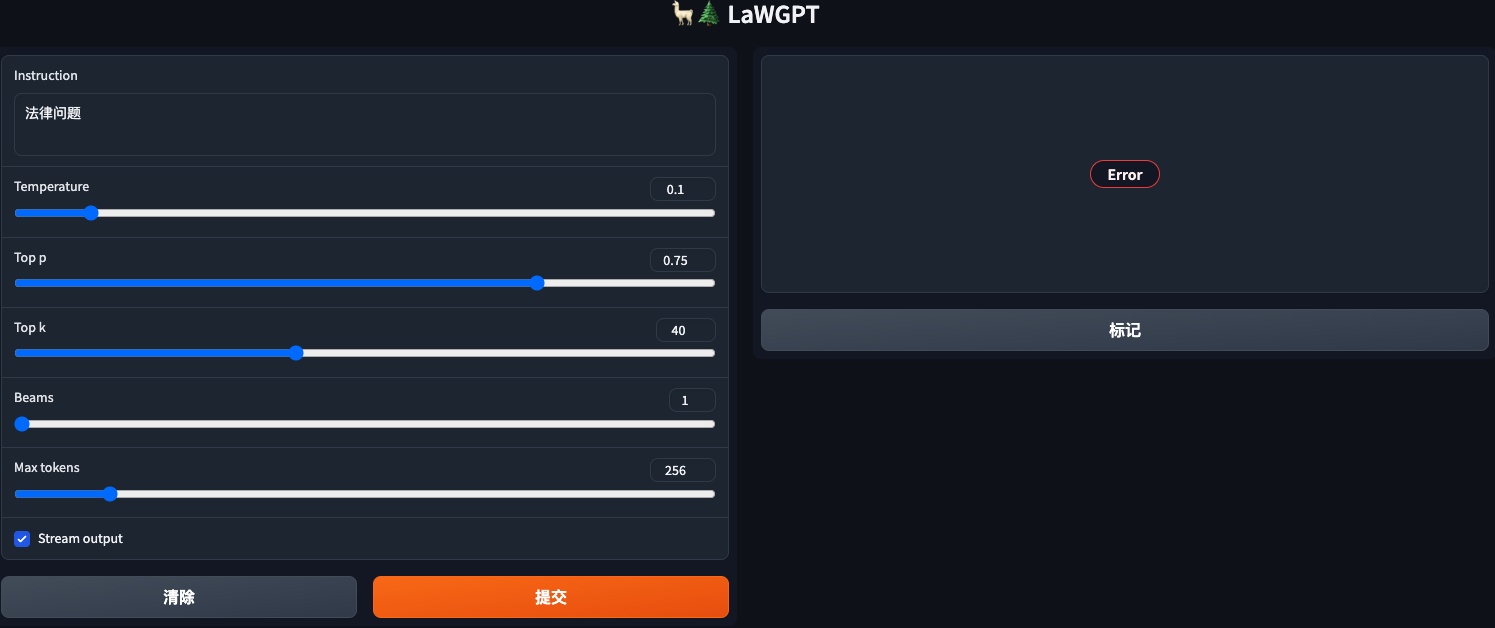 🦙🌲 LaWGPT
Instruction
法律问题
Temperature
0.1
Top p
0.75
Top k
40
Beams
1
Max tokens
256
Stream output
清除
提交
Error
标记